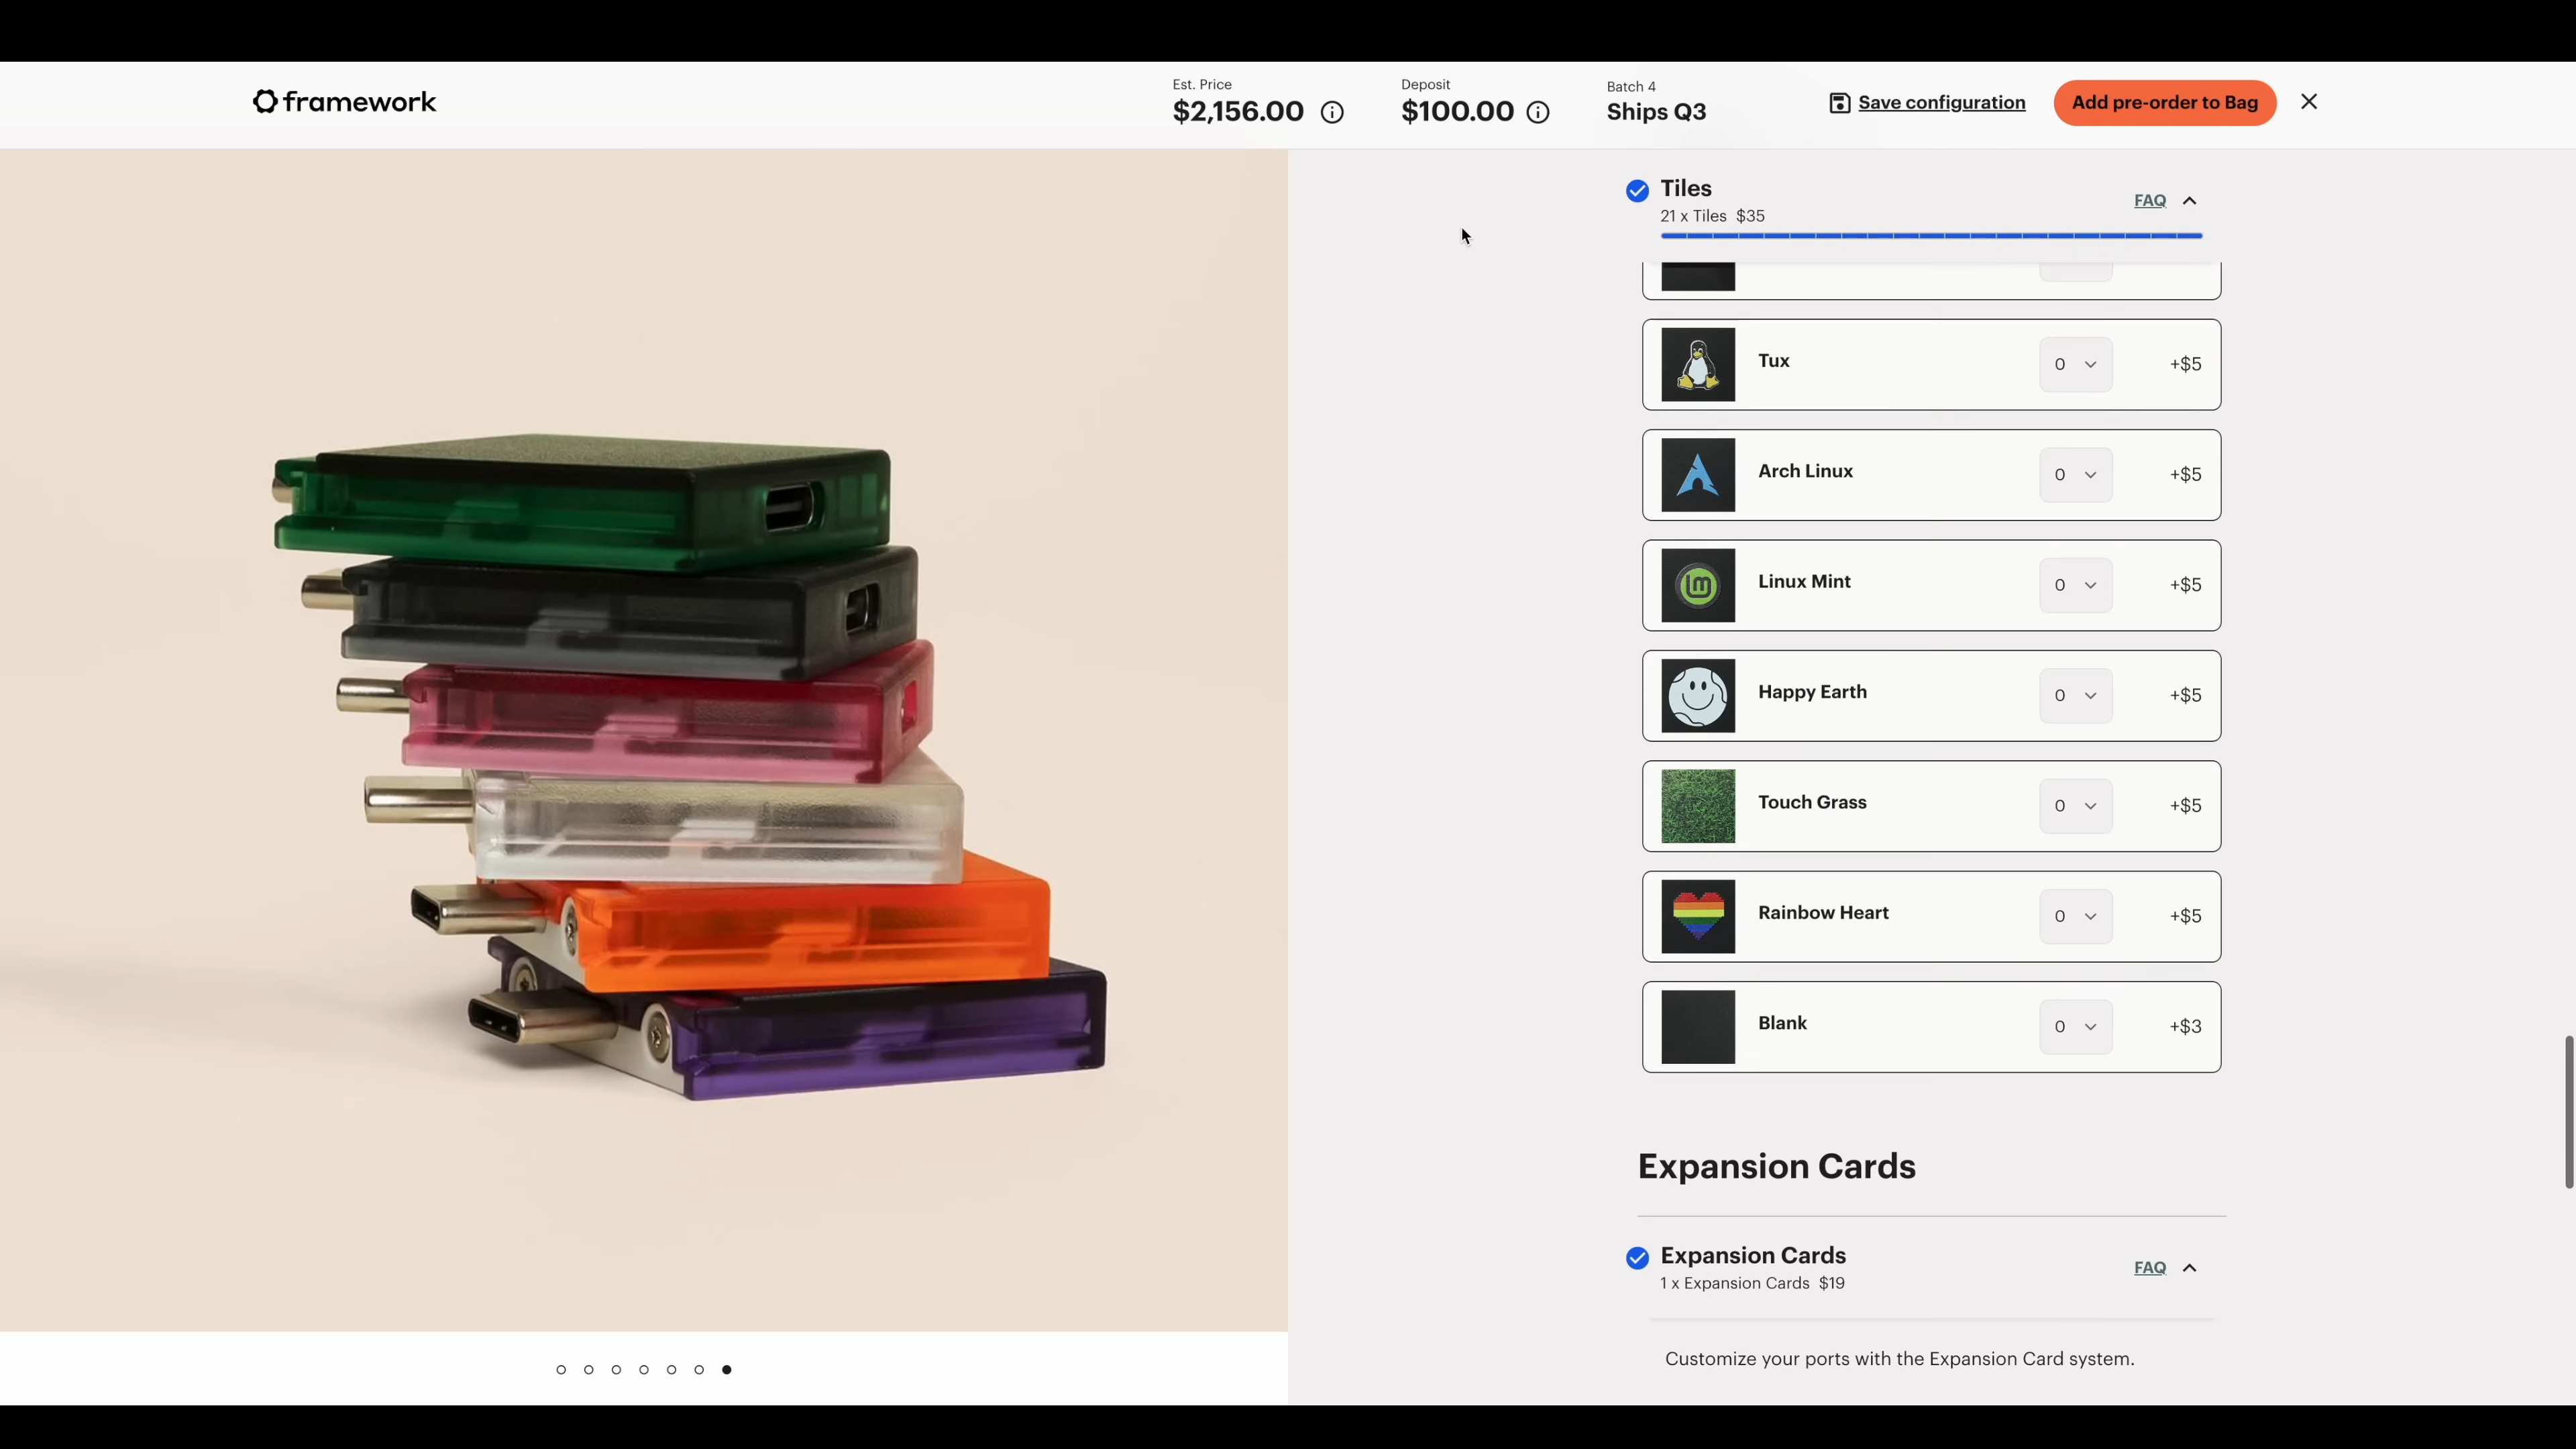 framework
Est. Price
$2,156.00
Deposit
$100.00
Batch 4
Ships Q3
Save configuration
Add pre-order to Bag
Tiles
21 x Tiles $35
FAQ
Tux
0
+$5
Arch Linux
0
+$5
Linux Mint
0
+$5
Happy Earth
0
+$5
Touch Grass
0
+$5
Rainbow Heart
0
+$5
Blank
0
+$3
Expansion Cards
Expansion Cards
1 x Expansion Cards $19
FAQ
Customize your ports with the Expansion Card system.